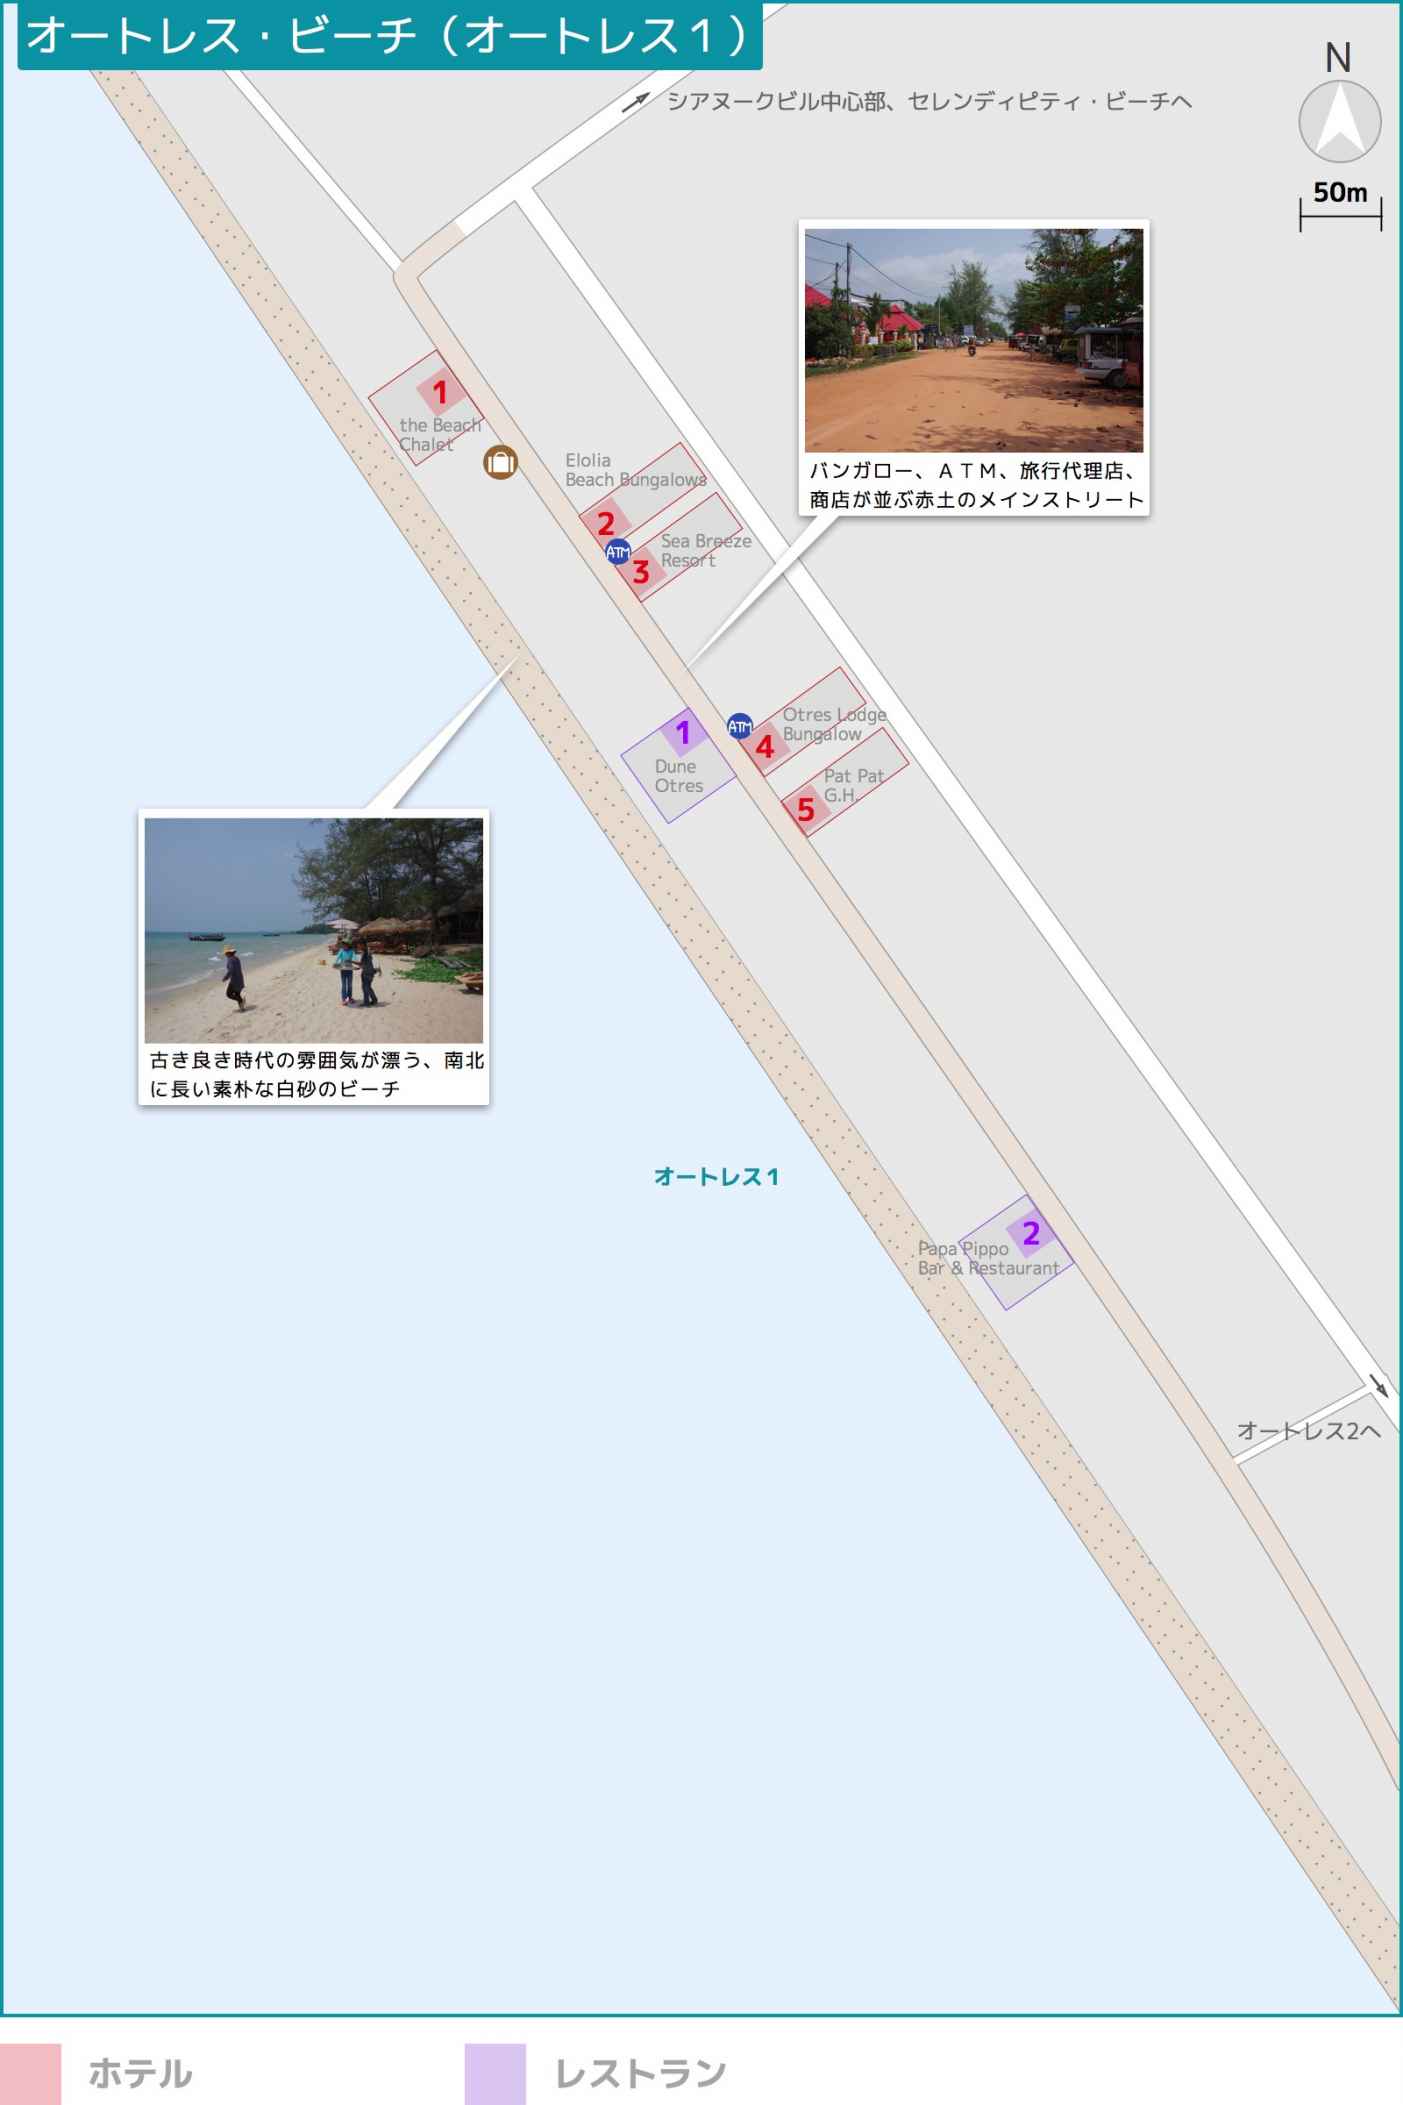 オートレス・ビーチ（オートレス１）
N
シアヌークビル中心部、セレンディピティ・ビーチへ
50m
1
the Beach
Chalet
バンガロー、ＡＴＭ、旅行代理店、
商店が並ぶ赤土のメインストリート
Elolia
Beach Bungalows
2
ATM
Sea Breeze
Resort
3
1
Dune
Otres
ATM
Otres Lodge
Bungalow
4
Pat Pat
G.H.
5
古き良き時代の雰囲気が漂う、南北
に長い素朴な白砂のビーチ
オートレス１
2
Papa Pippo
Bar & Restaurant
オートレス2へ
ホテル
レストラン